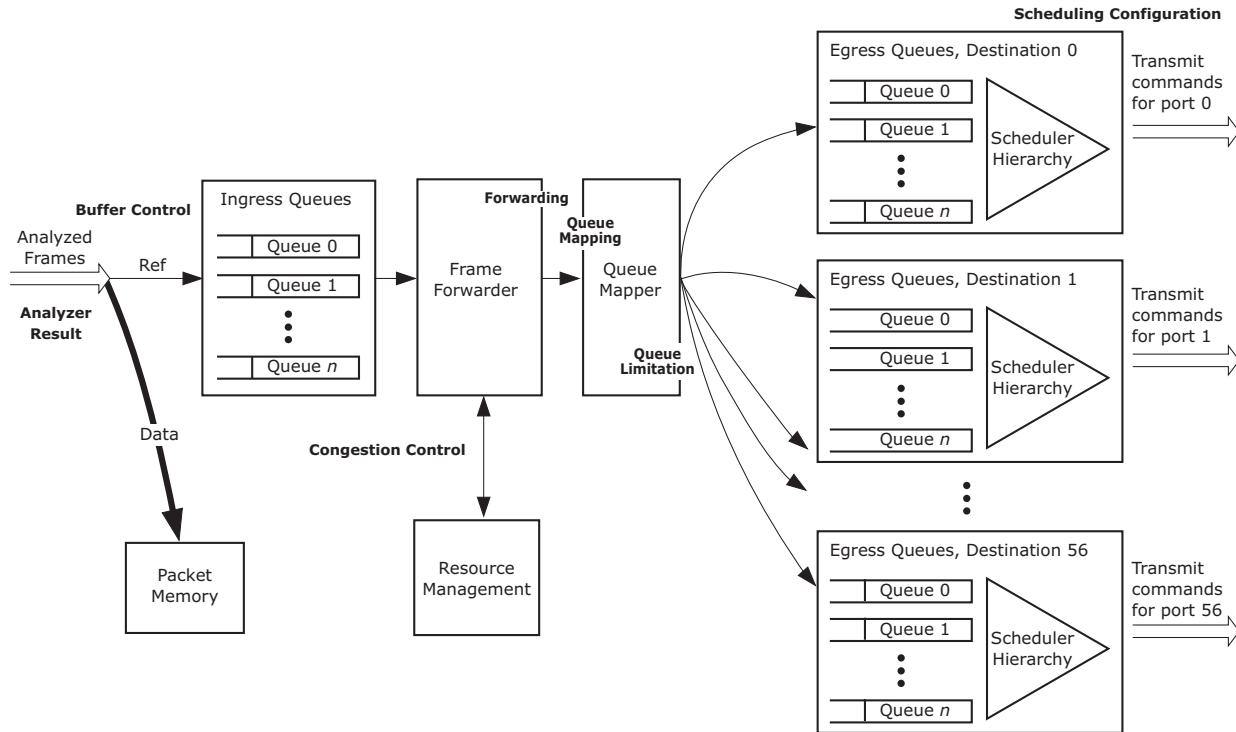 Scheduling Configuration
Egress Queues, Destination 0
Queue 0
Queue 1
Queue n
Scheduler
Hierarchy
Transmit
commands
for port 0
Buffer Control
Analyzed
Frames
Ref
Analyzer
Result
Data
Packet
Memory
Ingress Queues
Queue 0
Queue 1
Queue n
Frame
Forwarder
Forwarding
Queue
Mapping
Queue
Mapper
Queue
Limitation
Congestion Control
Resource
Management
Egress Queues, Destination 1
Queue 0
Queue 1
Queue n
Scheduler
Hierarchy
Transmit
commands
for port 1
Egress Queues, Destination 56
Queue 0
Queue 1
Queue n
Scheduler
Hierarchy
Transmit
commands
for port 56